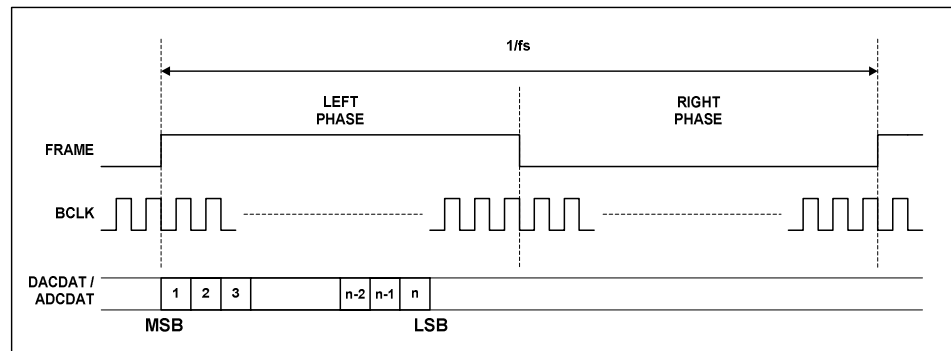 1/fs
LEFT
PHASE
RIGHT
PHASE
FRAME
BCLK
DACDAT /
ADCDAT
1 2 3 n-2 n-1 n
MSB LSB